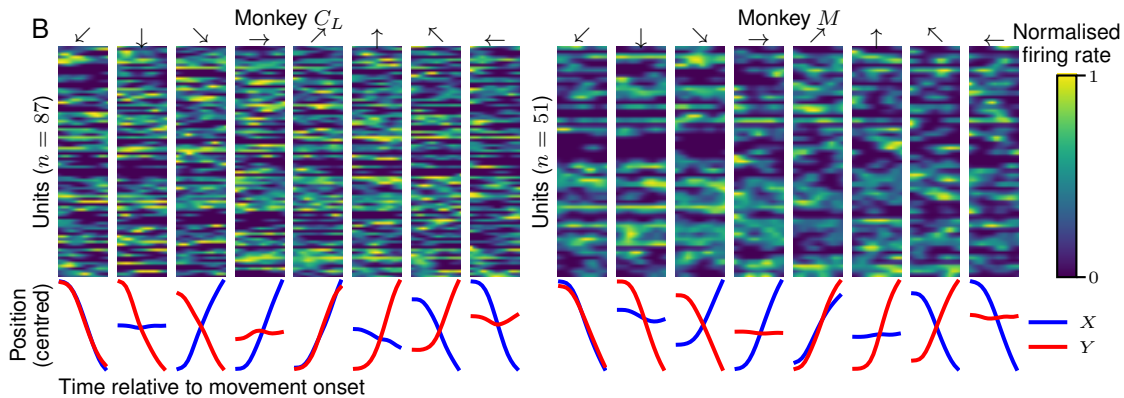 B
Monkey C_L
Monkey M
↙ ↓ ↘ → ↗ ↑ ↖ ←
↙ ↓ ↘ → ↗ ↑ ↖ ←
Normalised
firing rate
1
0
Units (n = 87)
Units (n = 51)
Position
(centred)
X
Y
Time relative to movement onset